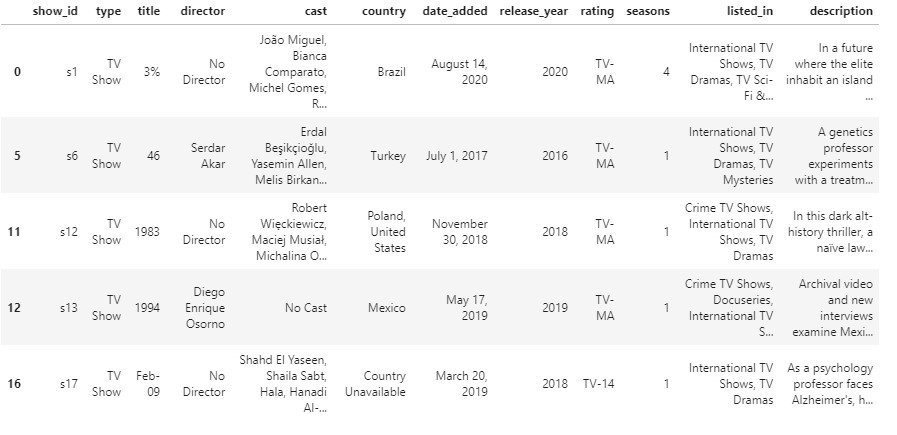 show_id type title director cast country date_added release_year rating seasons listed_in description
0 s1 TV Show 3% No Director João Miguel, Bianca Comparato, Michel Gomes, R... Brazil August 14, 2020 2020 TV-MA 4 International TV Shows, TV Dramas, TV Sci-Fi &... In a future where the elite inhabit an island ...
5 s6 TV Show 46 Serdar Akar Erdal Beşikçioğlu, Yasemin Allen, Melis Birkan... Turkey July 1, 2017 2016 TV-MA 1 International TV Shows, TV Dramas, TV Mysteries A genetics professor experiments with a treatm...
11 s12 TV Show 1983 No Director Robert Więckiewicz, Maciej Musiał, Michalina O... Poland, United States November 30, 2018 2018 TV-MA 1 Crime TV Shows, International TV Shows, TV Dramas In this dark alt-history thriller, a naïve law...
12 s13 TV Show 1994 Diego Enrique Osorno No Cast Mexico May 17, 2019 2019 TV-MA 1 Crime TV Shows, Docuseries, International TV S... Archival video and new interviews examine Mexi...
16 s17 TV Show Feb-09 No Director Shahd El Yaseen, Shaila Sabt, Hala, Hanadi Al-... Country Unavailable March 20, 2019 2018 TV-14 1 International TV Shows, TV Dramas As a psychology professor faces Alzheimer's, h...